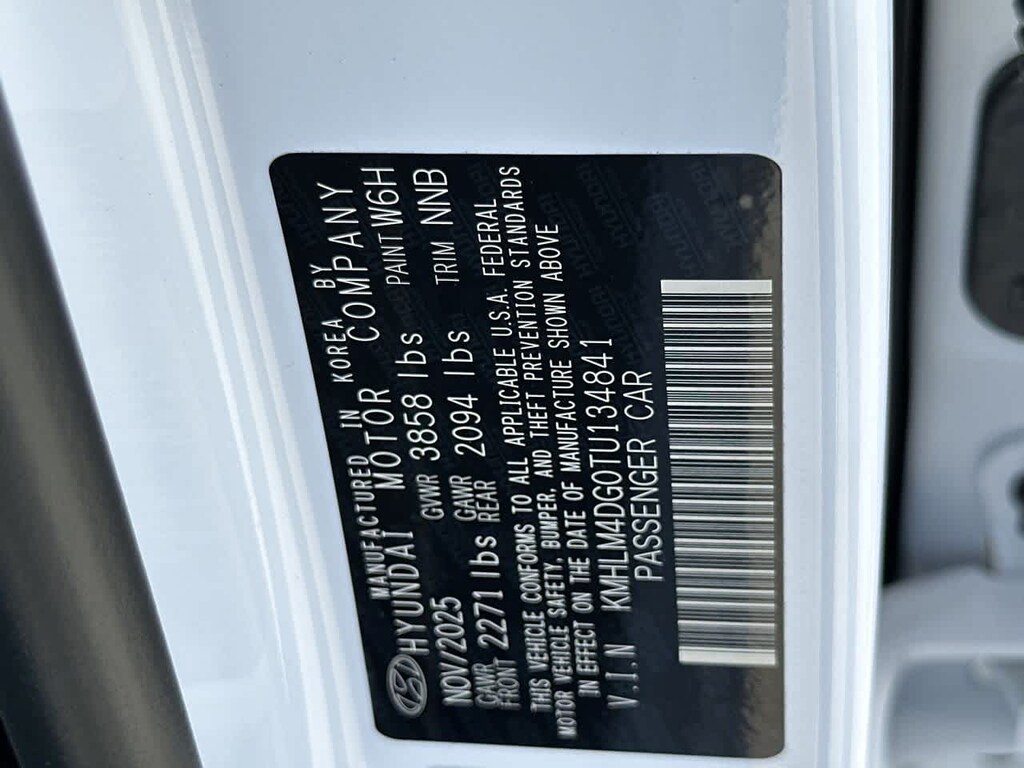 MANUFACTURED IN KOREA BY
HYUNDAI MOTOR COMPANY
NOV/2025 GVWR 3858 lbs PAINT W6H
GAWR FRONT 2271 lbs GAWR REAR 2094 lbs TRIM NNB
THIS VEHICLE CONFORMS TO ALL APPLICABLE U.S.A. FEDERAL
MOTOR VEHICLE SAFETY, BUMPER, AND THEFT PREVENTION STANDARDS
IN EFFECT ON THE DATE OF MANUFACTURE SHOWN ABOVE
V.I.N KMHLM4DG0TU134841
PASSENGER CAR